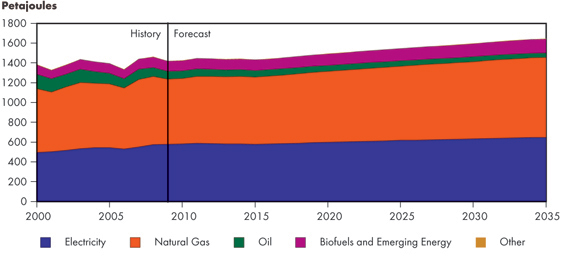 Petajoules
1800
1600
1400
1200
1000
800
600
400
200
0
History Forecast
2000 2005 2010 2015 2020 2025 2030 2035
Electricity Natural Gas Oil Biofuels and Emerging Energy Other